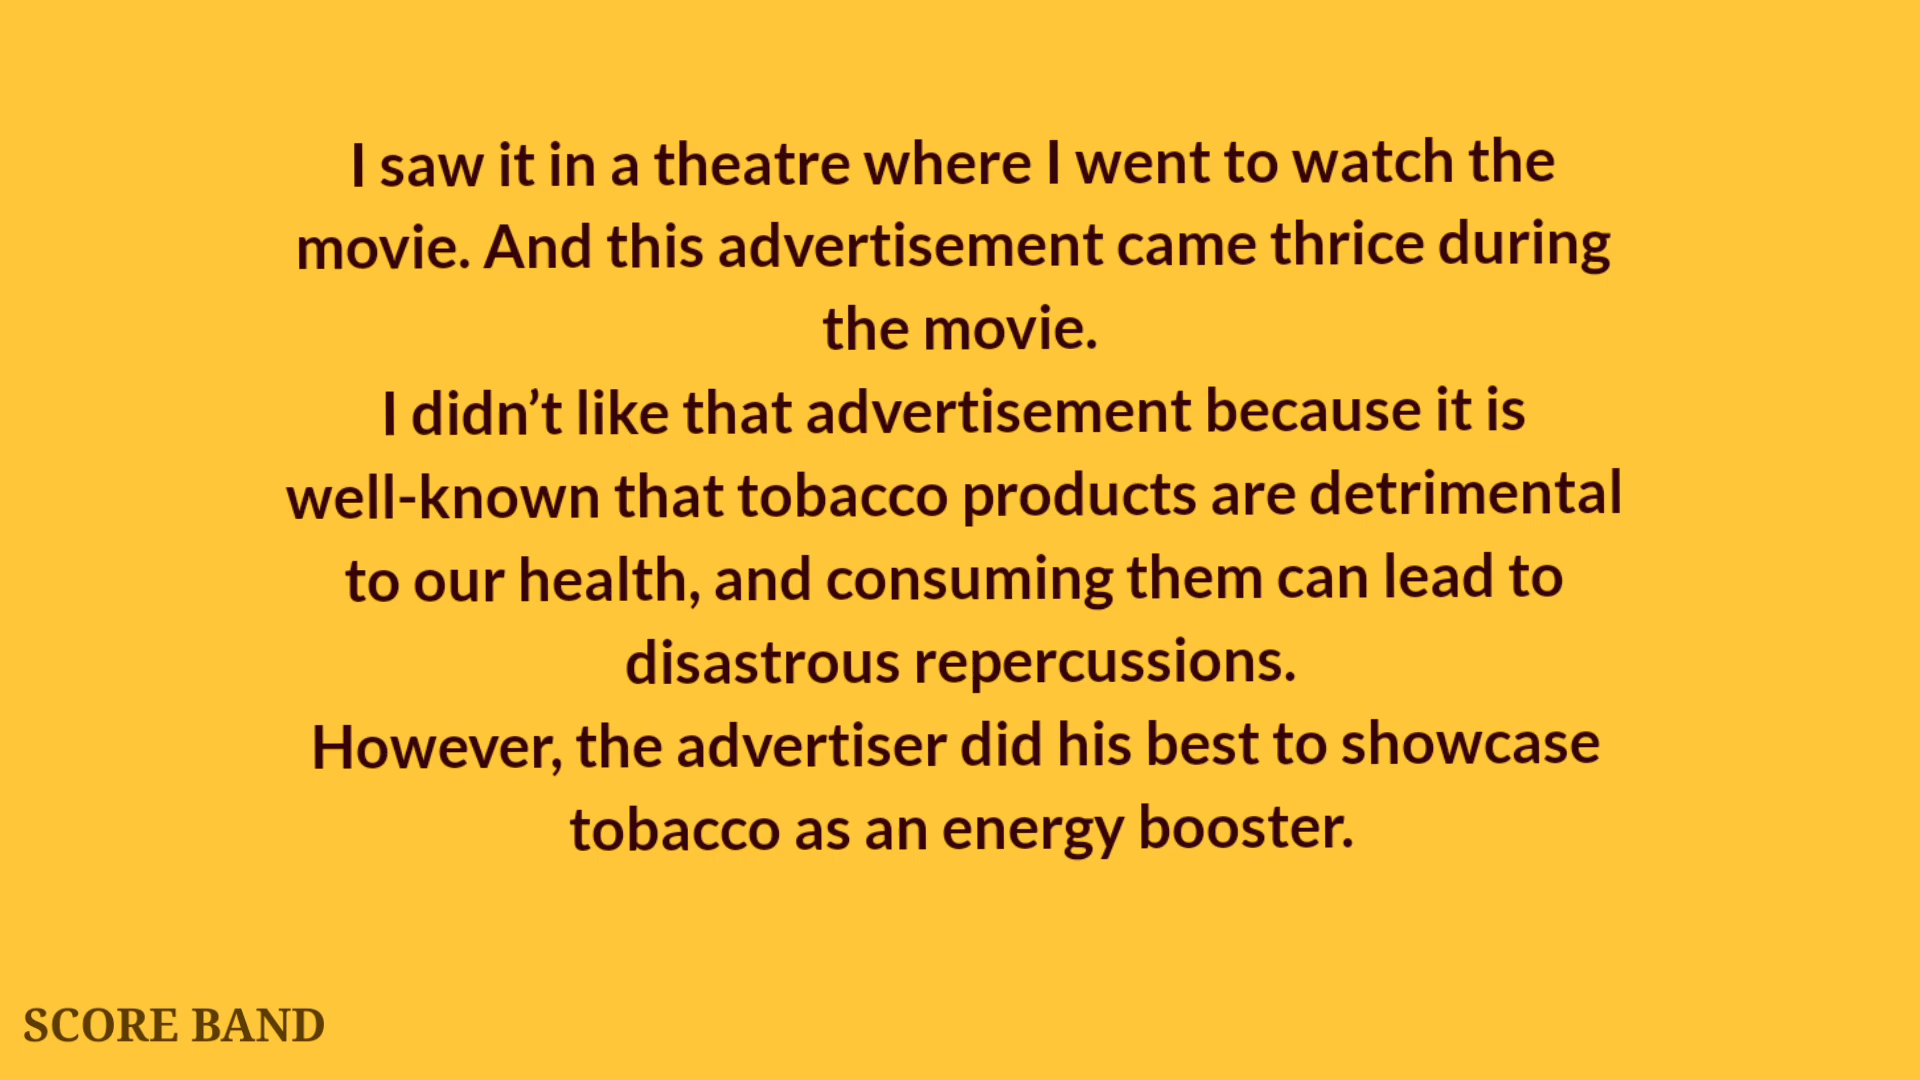 I saw it in a theatre where I went to watch the
movie. And this advertisement came thrice during
the movie.
I didn’t like that advertisement because it is
well-known that tobacco products are detrimental
to our health, and consuming them can lead to
disastrous repercussions.
However, the advertiser did his best to showcase
tobacco as an energy booster.
SCORE BAND